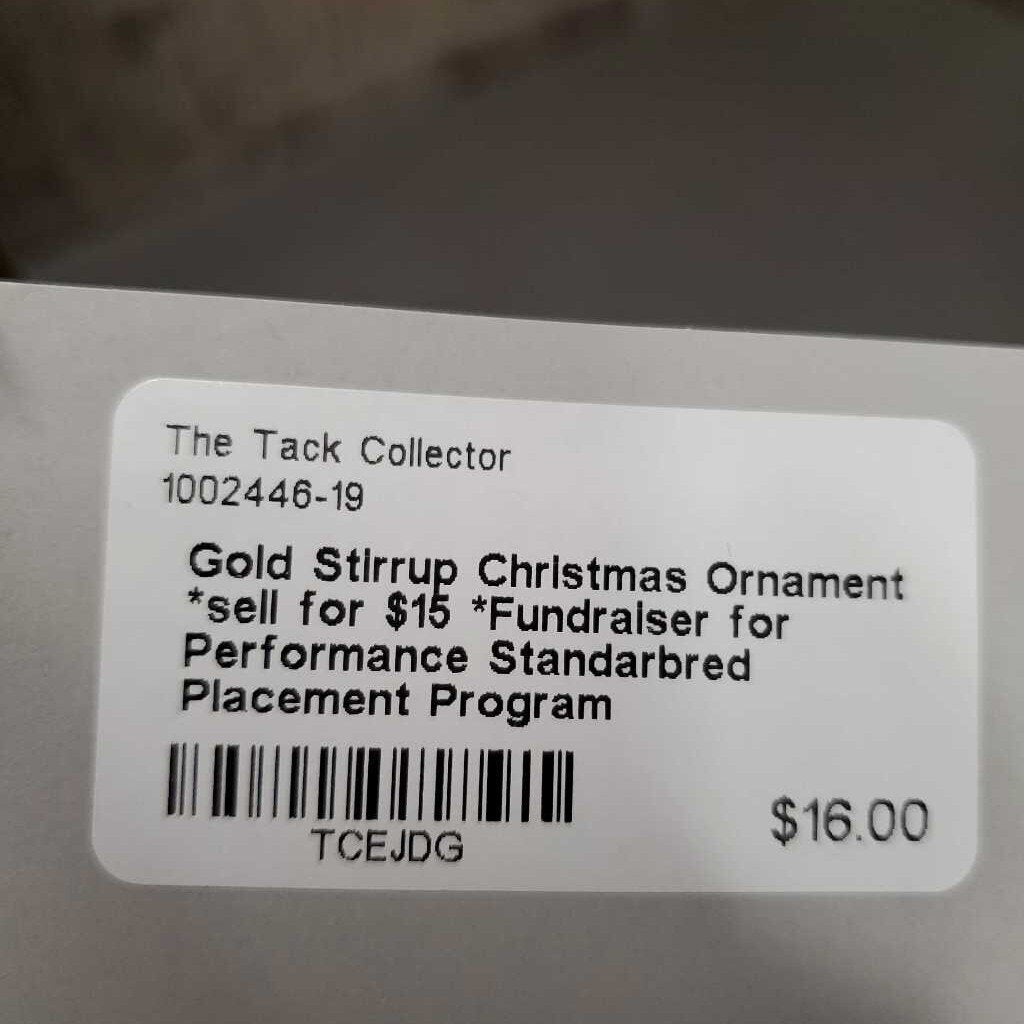 The Tack Collector
1002446-19
Gold Stirrup Christmas Ornament
*sell for $15 *Fundraiser for
Performance Standarbred
Placement Program
TCEJDG
$16.00